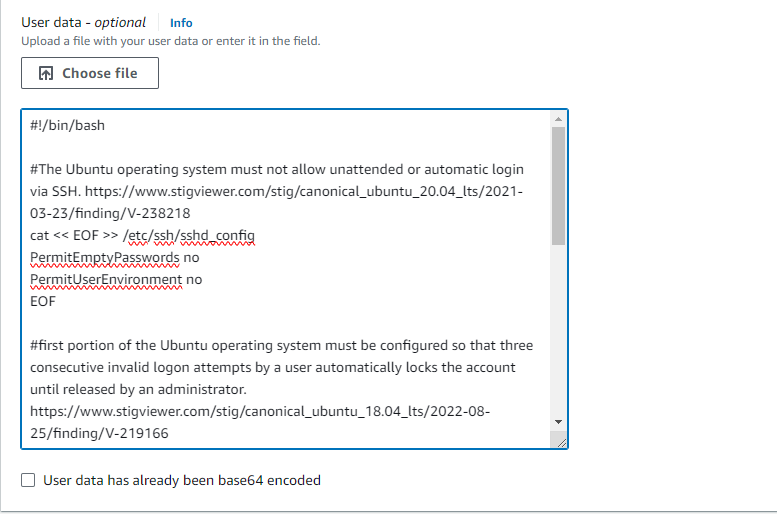 User data - optional Info
Upload a file with your user data or enter it in the field.
Choose file
#!/bin/bash
#The Ubuntu operating system must not allow unattended or automatic login
via SSH. https://www.stigviewer.com/stig/canonical_ubuntu_20.04_lts/2021-
03-23/finding/V-238218
cat << EOF >> /etc/ssh/sshd_config
PermitEmptyPasswords no
PermitUserEnvironment no
EOF
#first portion of the Ubuntu operating system must be configured so that three
consecutive invalid logon attempts by a user automatically locks the account
until released by an administrator.
https://www.stigviewer.com/stig/canonical_ubuntu_18.04_lts/2022-08-
25/finding/V-219166
User data has already been base64 encoded